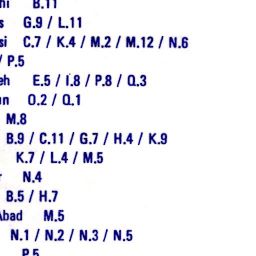 hi B.11
s G.9 / L.11
si C.7 / K.4 / M.2 / M.12 / N.6
/ P.5
eh E.5 / I.8 / P.8 / Q.3
un O.2 / Q.1
M.8
B.9 / C.11 / G.7 / H.4 / K.9
K.7 / L.4 / M.5
r N.4
B.5 / H.7
Abad M.5
N.1 / N.2 / N.3 / N.5
P.5